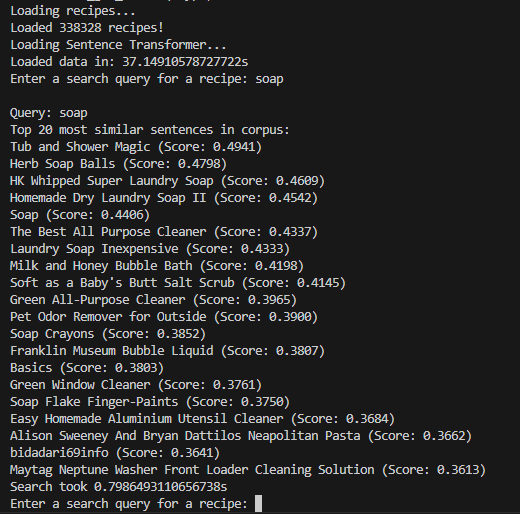 Loading recipes...
Loaded 338328 recipes!
Loading Sentence Transformer...
Loaded data in: 37.14910578727722s
Enter a search query for a recipe: soap

Query: soap
Top 20 most similar sentences in corpus:
Tub and Shower Magic (Score: 0.4941)
Herb Soap Balls (Score: 0.4798)
HK Whipped Super Laundry Soap (Score: 0.4609)
Homemade Dry Laundry Soap II (Score: 0.4542)
Soap (Score: 0.4406)
The Best All Purpose Cleaner (Score: 0.4337)
Laundry Soap Inexpensive (Score: 0.4333)
Milk and Honey Bubble Bath (Score: 0.4198)
Soft as a Baby's Butt Salt Scrub (Score: 0.4145)
Green All-Purpose Cleaner (Score: 0.3965)
Pet Odor Remover for Outside (Score: 0.3900)
Soap Crayons (Score: 0.3852)
Franklin Museum Bubble Liquid (Score: 0.3807)
Basics (Score: 0.3803)
Green Window Cleaner (Score: 0.3761)
Soap Flake Finger-Paints (Score: 0.3750)
Easy Homemade Aluminium Utensil Cleaner (Score: 0.3684)
Alison Sweeney And Bryan Dattilos Neapolitan Pasta (Score: 0.3662)
bidadari69info (Score: 0.3641)
Maytag Neptune Washer Front Loader Cleaning Solution (Score: 0.3613)
Search took 0.7986493110656738s
Enter a search query for a recipe: